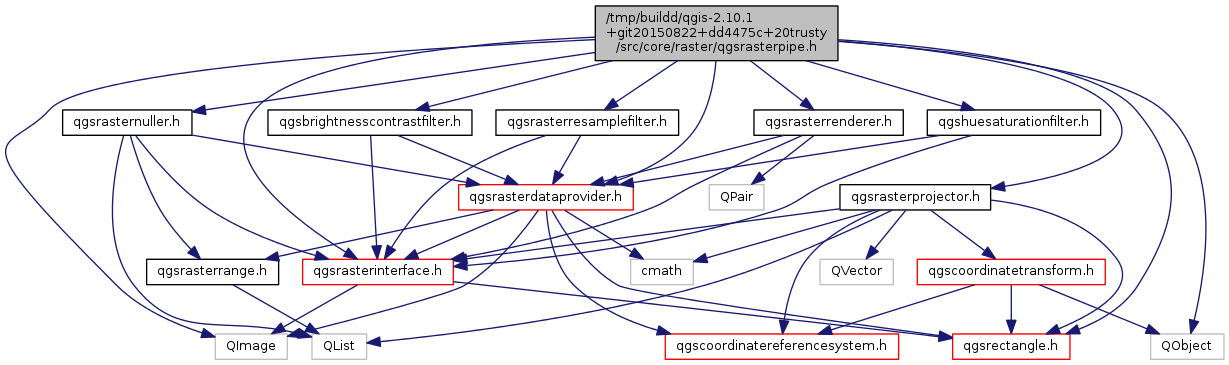 /tmp/buildd/qgis-2.10.1
+git20150822+dd4475c+20trusty
/src/core/raster/qgsrasterpipe.h
qgsrasternuller.h
qgsbrightnesscontrastfilter.h
qgsrasterresamplefilter.h
qgsrasterrenderer.h
qgshuesaturationfilter.h
qgsrasterdataprovider.h
QPair
qgsrasterprojector.h
qgsrasterrange.h
qgsrasterinterface.h
cmath
QVector
qgscoordinatetransform.h
QImage
QList
qgscoordinatereferencesystem.h
qgsrectangle.h
QObject